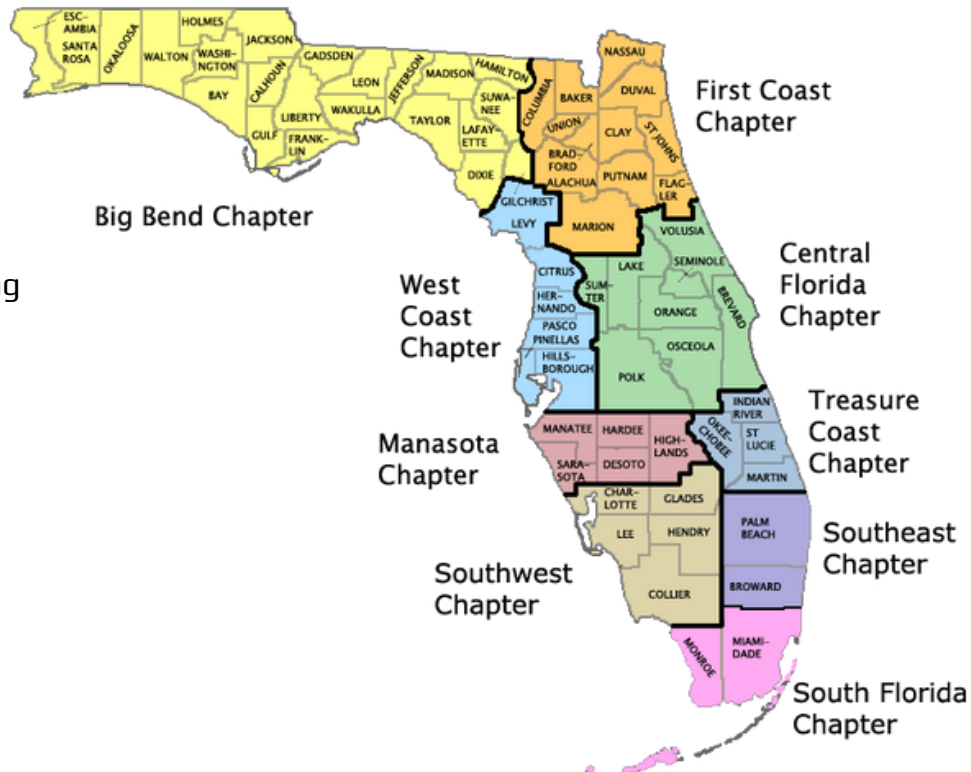 ESC-
AMBIA
SANTA
ROSA
OKALOOSA
WALTON
HOLMES
WASHI-
NGTON
BAY
JACKSON
CALHOUN
GULF
GADSDEN
LIBERTY
FRANK-
LIN
LEON
WAKULLA
JEFFERSON
MADISON
TAYLOR
HAMILTON
SUWA-
NEE
LAFAY-
ETTE
DIXIE
Big Bend Chapter
COLUMBIA
BAKER
NASSAU
DUVAL
UNION
CLAY
ST JOHNS
BRAD-
FORD
ALACHUA
PUTNAM
FLAG-
LER
MARION
First Coast
Chapter
GILCHRIST
LEVY
CITRUS
HER-
NANDO
PASCO
PINELLAS
HILLS-
BOROUGH
West
Coast
Chapter
g
VOLUSIA
LAKE
SEMINOLE
SUM-
TER
ORANGE
BREVARD
OSCEOLA
POLK
Central
Florida
Chapter
INDIAN
RIVER
OKEE-
CHOBEE
ST
LUCIE
MARTIN
Treasure
Coast
Chapter
MANATEE
HARDEE
HIGH-
LANDS
SARA-
SOTA
DESOTO
Manasota
Chapter
CHAR-
LOTTE
GLADES
LEE
HENDRY
COLLIER
Southwest
Chapter
PALM
BEACH
BROWARD
Southeast
Chapter
MONROE
MIAMI-
DADE
South Florida
Chapter